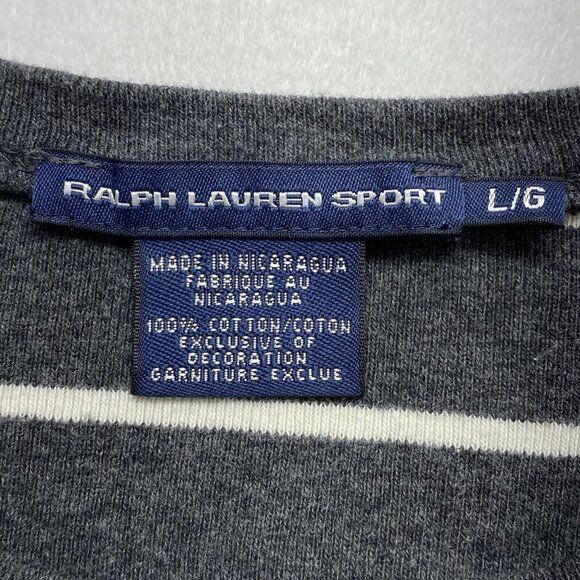 RALPH LAUREN SPORT L/G
MADE IN NICARAGUA
FABRIQUE AU
NICARAGUA
100% COTTON/COTON
EXCLUSIVE OF
DECORATION
GARNITURE EXCLUE